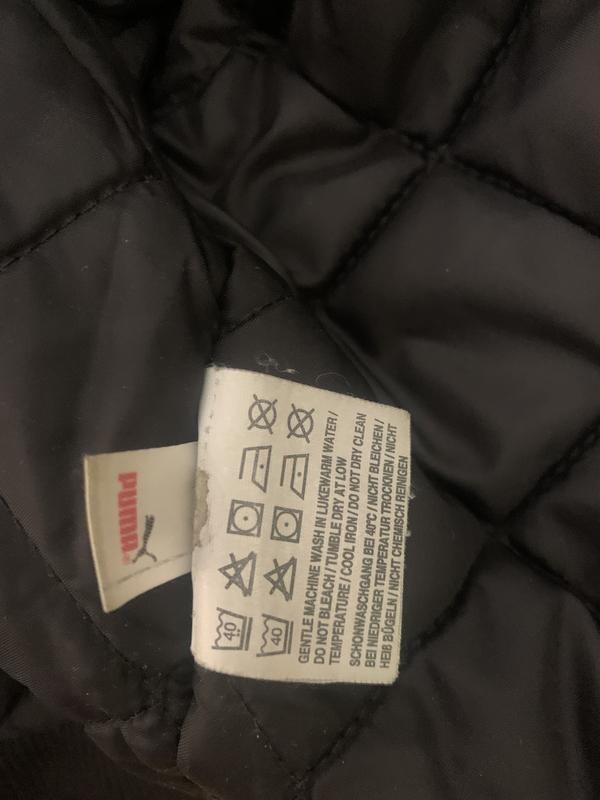 PUMA
40 40
GENTLE MACHINE WASH IN LUKEWARM WATER /
DO NOT BLEACH / TUMBLE DRY AT LOW
TEMPERATURE / COOL IRON / DO NOT DRY CLEAN
SCHONWASCHGANG BEI 40°C / NICHT BLEICHEN /
BEI NIEDRIGER TEMPERATUR TROCKNEN / NICHT
HEIß BÜGELN / NICHT CHEMISCH REINIGEN